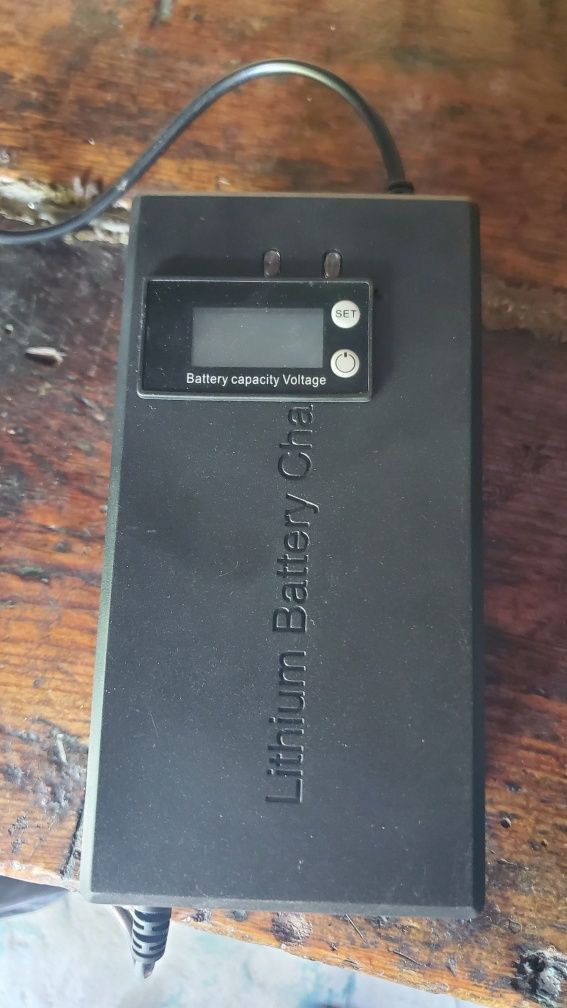 SET
Battery capacity Voltage
Lithium Battery Cha